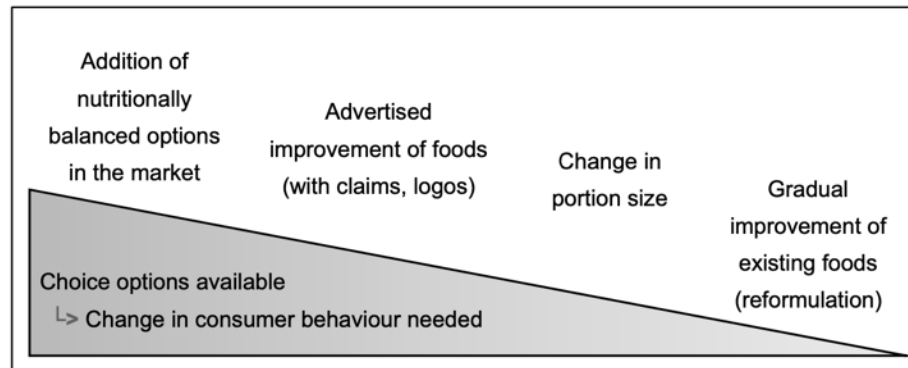 Addition of
nutritionally
balanced options
in the market
Advertised
improvement of foods
(with claims, logos)
Change in
portion size
Gradual
improvement of
existing foods
(reformulation)
Choice options available
Change in consumer behaviour needed